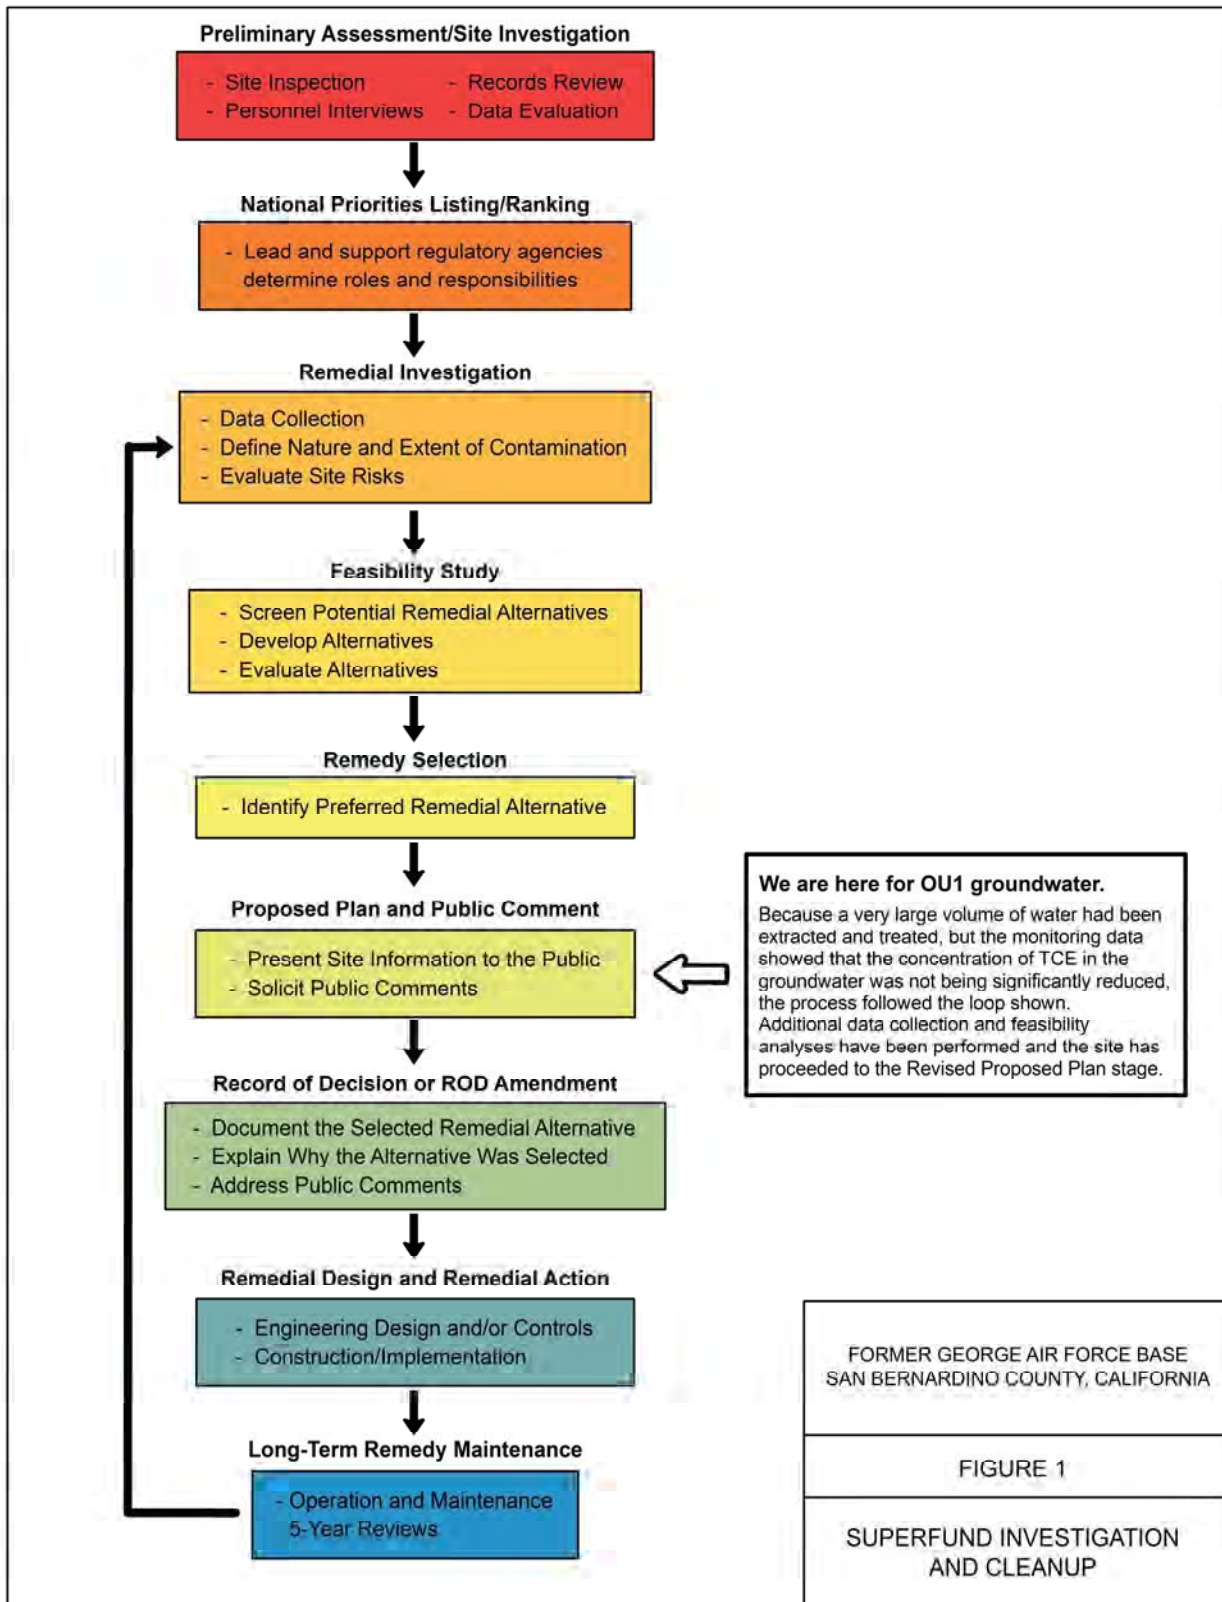 Preliminary Assessment/Site Investigation
- Site Inspection - Records Review
- Personnel Interviews - Data Evaluation
National Priorities Listing/Ranking
- Lead and support regulatory agencies
determine roles and responsibilities
Remedial Investigation
- Data Collection
- Define Nature and Extent of Contamination
- Evaluate Site Risks
Feasibility Study
- Screen Potential Remedial Alternatives
- Develop Alternatives
- Evaluate Alternatives
Remedy Selection
- Identify Preferred Remedial Alternative
Proposed Plan and Public Comment
- Present Site Information to the Public
- Solicit Public Comments
We are here for OU1 groundwater.
Because a very large volume of water had been
extracted and treated, but the monitoring data
showed that the concentration of TCE in the
groundwater was not being significantly reduced,
the process followed the loop shown.
Additional data collection and feasibility
analyses have been performed and the site has
proceeded to the Revised Proposed Plan stage.
Record of Decision or ROD Amendment
- Document the Selected Remedial Alternative
- Explain Why the Alternative Was Selected
- Address Public Comments
Remedial Design and Remedial Action
- Engineering Design and/or Controls
- Construction/Implementation
Long-Term Remedy Maintenance
- Operation and Maintenance
5-Year Reviews
FORMER GEORGE AIR FORCE BASE
SAN BERNARDINO COUNTY, CALIFORNIA
FIGURE 1
SUPERFUND INVESTIGATION
AND CLEANUP